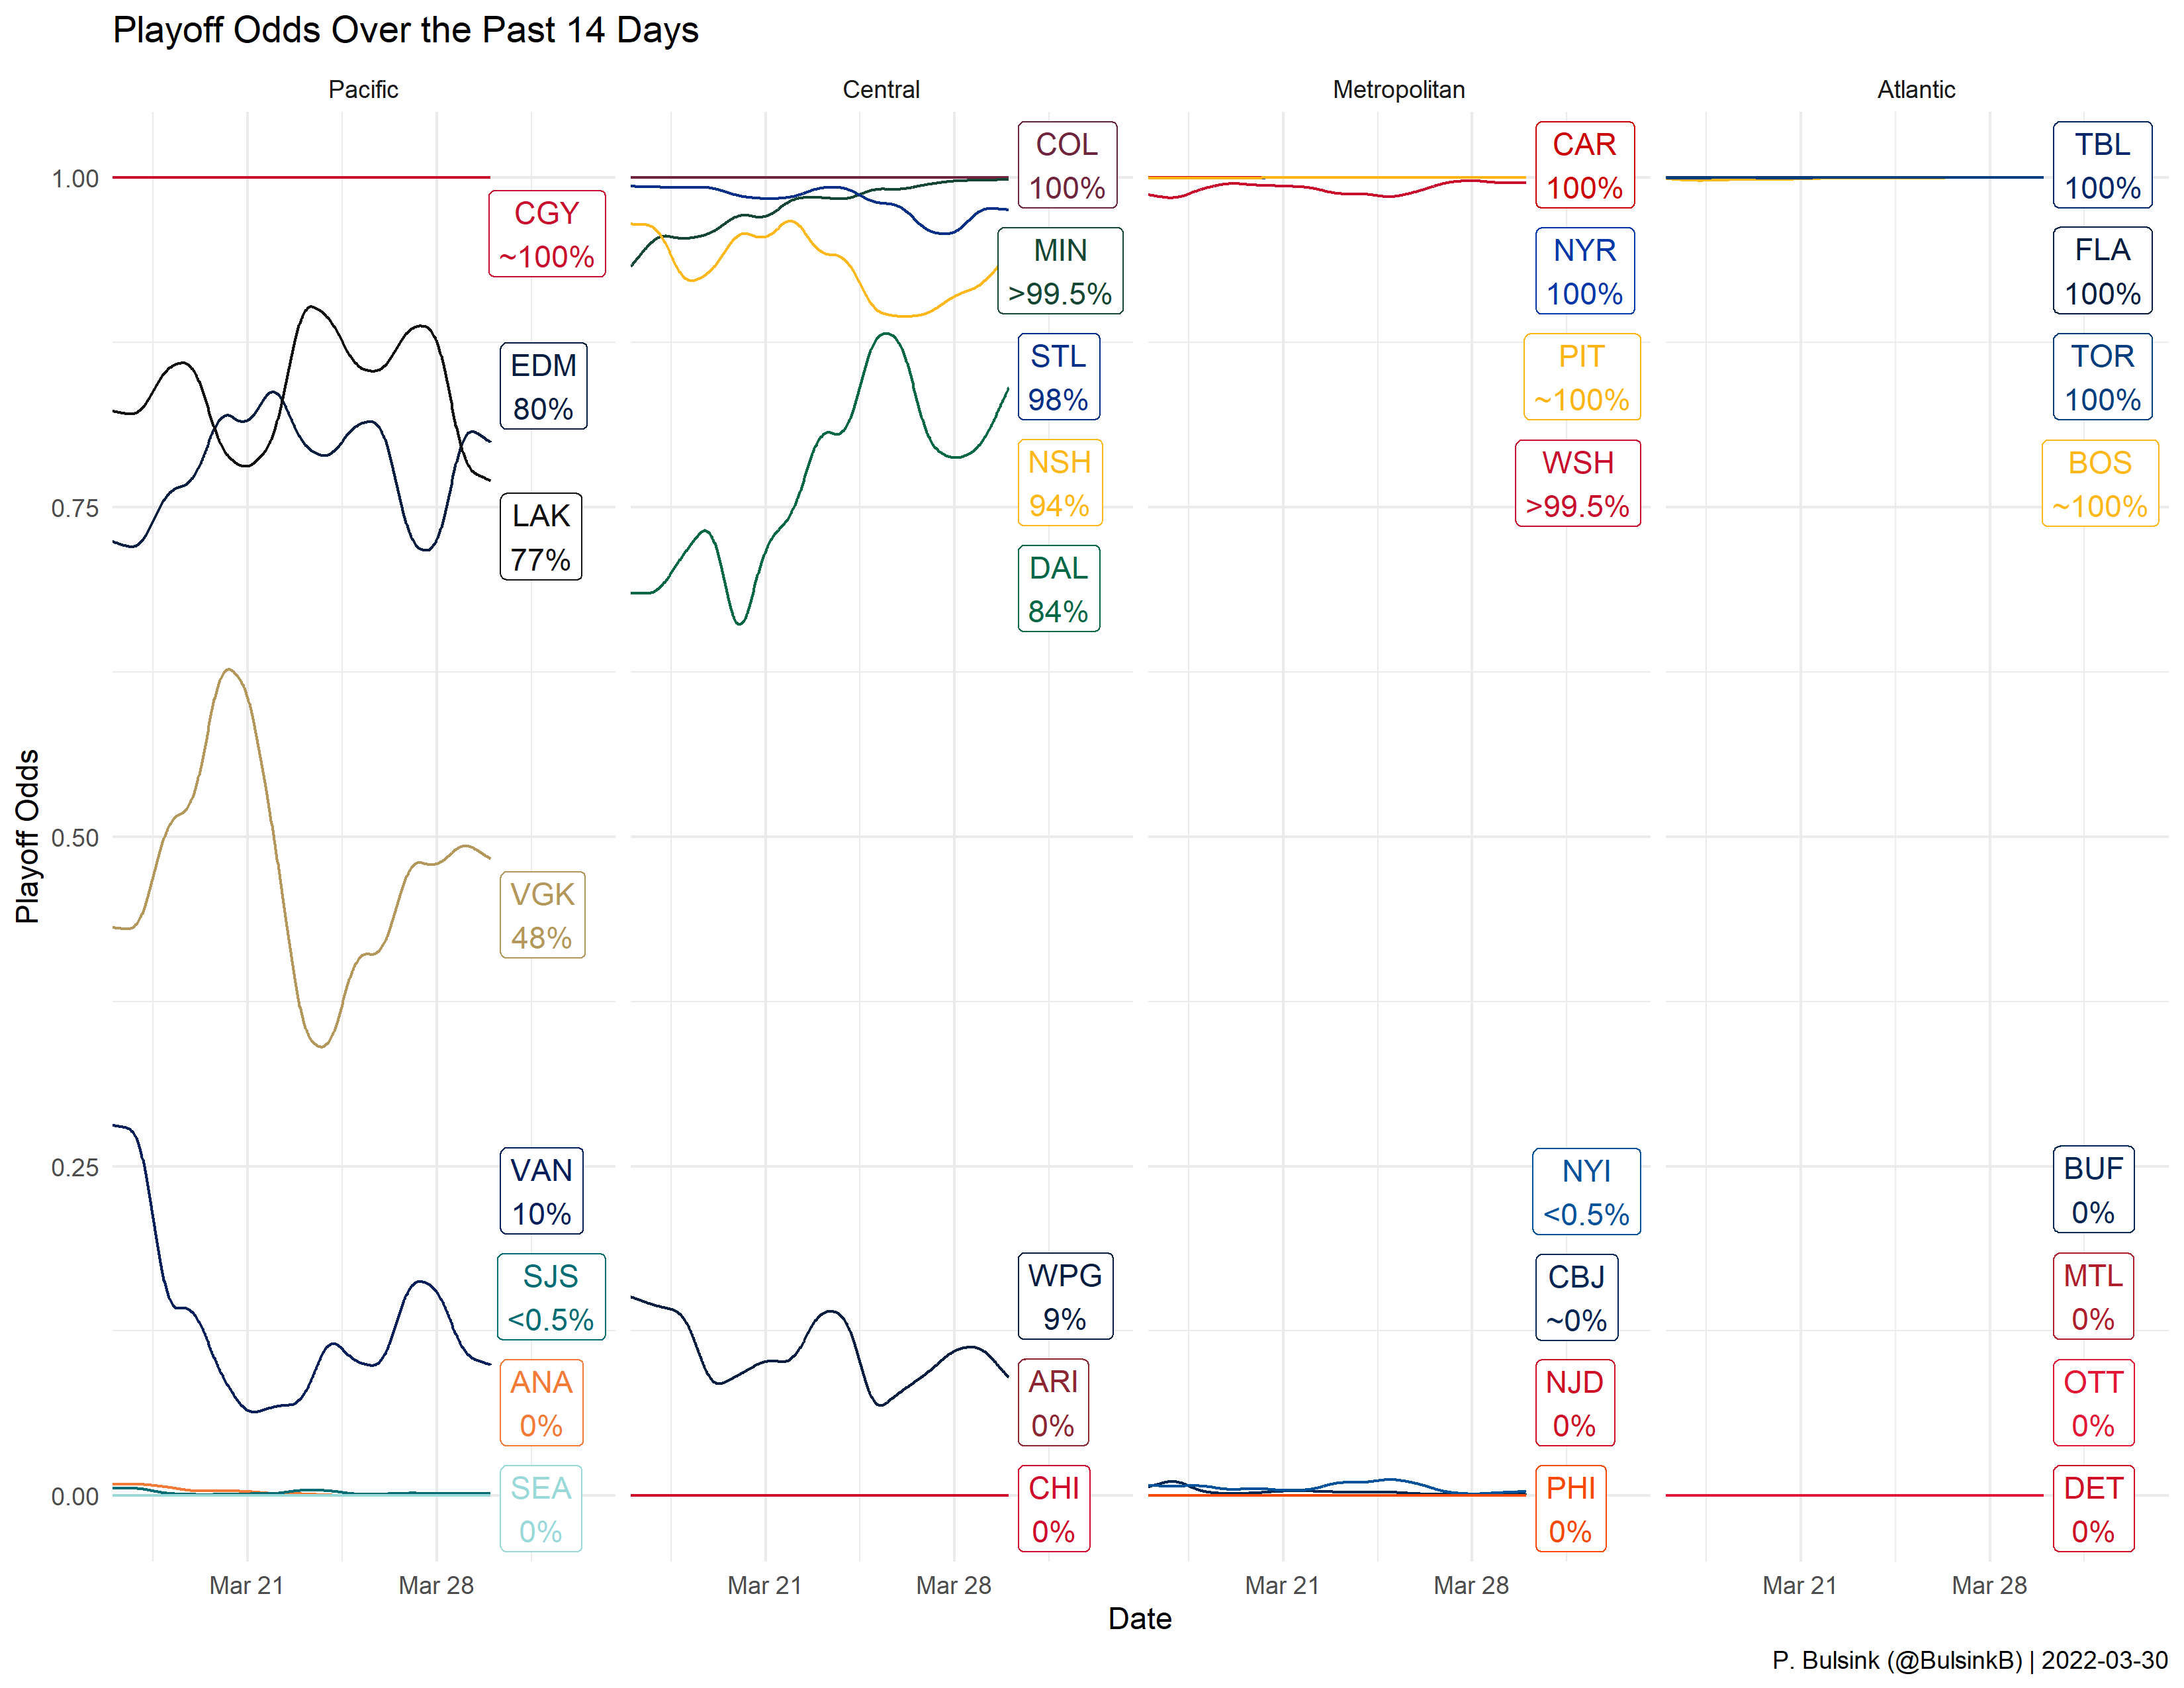 Playoff Odds Over the Past 14 Days
Pacific
Central
Metropolitan
Atlantic
Playoff Odds
1.00
0.75
0.50
0.25
0.00
CGY
~100%
EDM
80%
LAK
77%
VGK
48%
VAN
10%
SJS
<0.5%
ANA
0%
SEA
0%
COL
100%
MIN
>99.5%
STL
98%
NSH
94%
DAL
84%
WPG
9%
ARI
0%
CHI
0%
CAR
100%
NYR
100%
PIT
~100%
WSH
>99.5%
NYI
<0.5%
CBJ
~0%
NJD
0%
PHI
0%
TBL
100%
FLA
100%
TOR
100%
BOS
~100%
BUF
0%
MTL
0%
OTT
0%
DET
0%
Mar 21
Mar 28
Mar 21
Mar 28
Mar 21
Mar 28
Mar 21
Mar 28
Date
P. Bulsink (@BulsinkB) | 2022-03-30